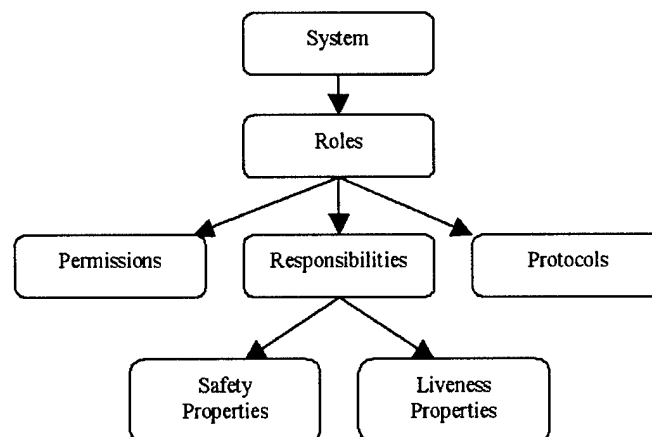 System
Roles
Permissions
Responsibilities
Protocols
Safety
Properties
Liveness
Properties